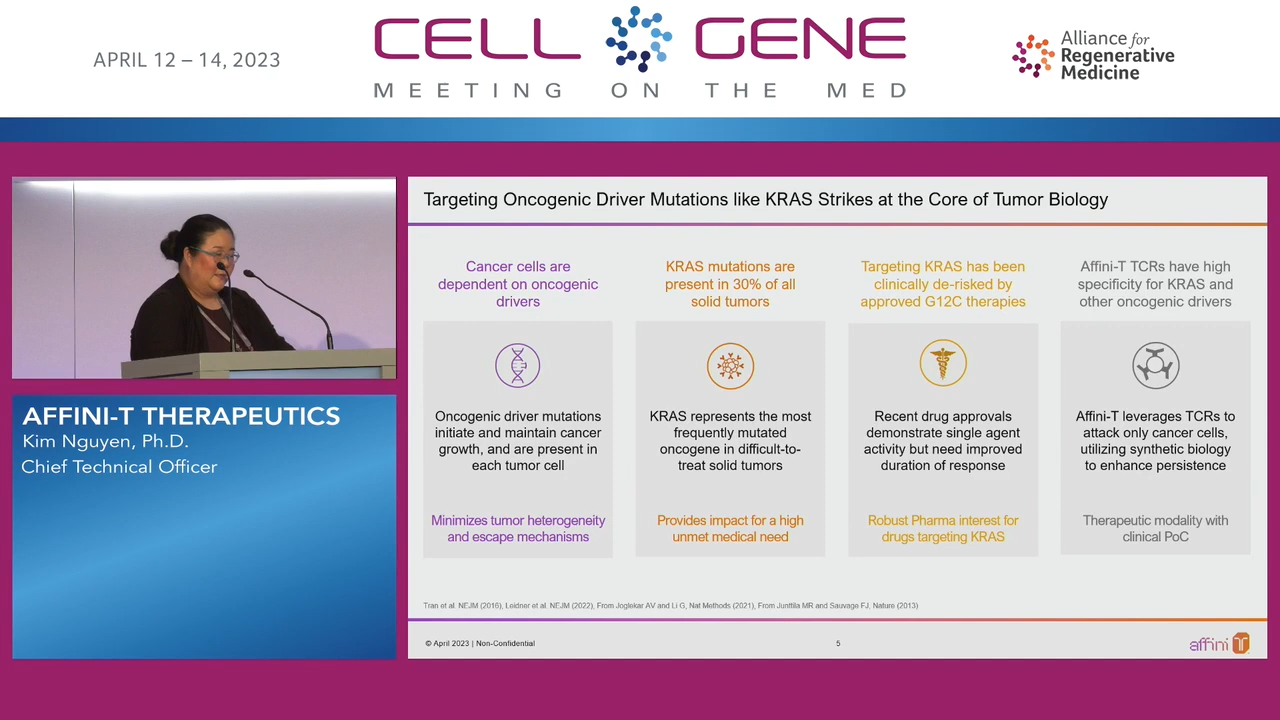 APRIL 12 – 14, 2023
CELL GENE
MEETING ON THE MED
Alliance for
Regenerative
Medicine
AFFINI-T THERAPEUTICS
Kim Nguyen, Ph.D.
Chief Technical Officer
Targeting Oncogenic Driver Mutations like KRAS Strikes at the Core of Tumor Biology
Cancer cells are
dependent on oncogenic
drivers
Oncogenic driver mutations
initiate and maintain cancer
growth, and are present in
each tumor cell
Minimizes tumor heterogeneity
and escape mechanisms
KRAS mutations are
present in 30% of all
solid tumors
KRAS represents the most
frequently mutated
oncogene in difficult-to-
treat solid tumors
Provides impact for a high
unmet medical need
Targeting KRAS has been
clinically de-risked by
approved G12C therapies
Recent drug approvals
demonstrate single agent
activity but need improved
duration of response
Robust Pharma interest for
drugs targeting KRAS
Affini-T TCRs have high
specificity for KRAS and
other oncogenic drivers
Affini-T leverages TCRs to
attack only cancer cells,
utilizing synthetic biology
to enhance persistence
Therapeutic modality with
clinical PoC
Tran et al. NEJM (2016), Leidner et al. NEJM (2022), From Joglekar AV and Li G, Nat Methods (2021), From Junttila MR and Sauvage FJ, Nature (2013)
© April 2023 | Non-Confidential
5
affini T